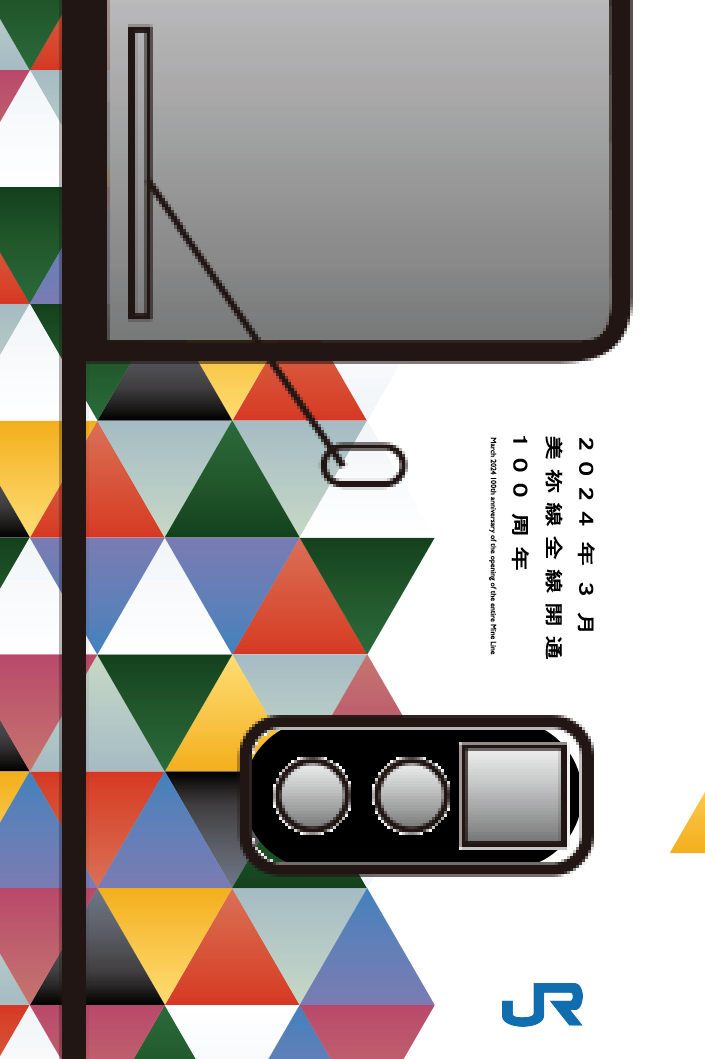 2024年3月
美祢線全線開通
100周年
March 2024 100th anniversary of the opening of the entire Mine Line
JR